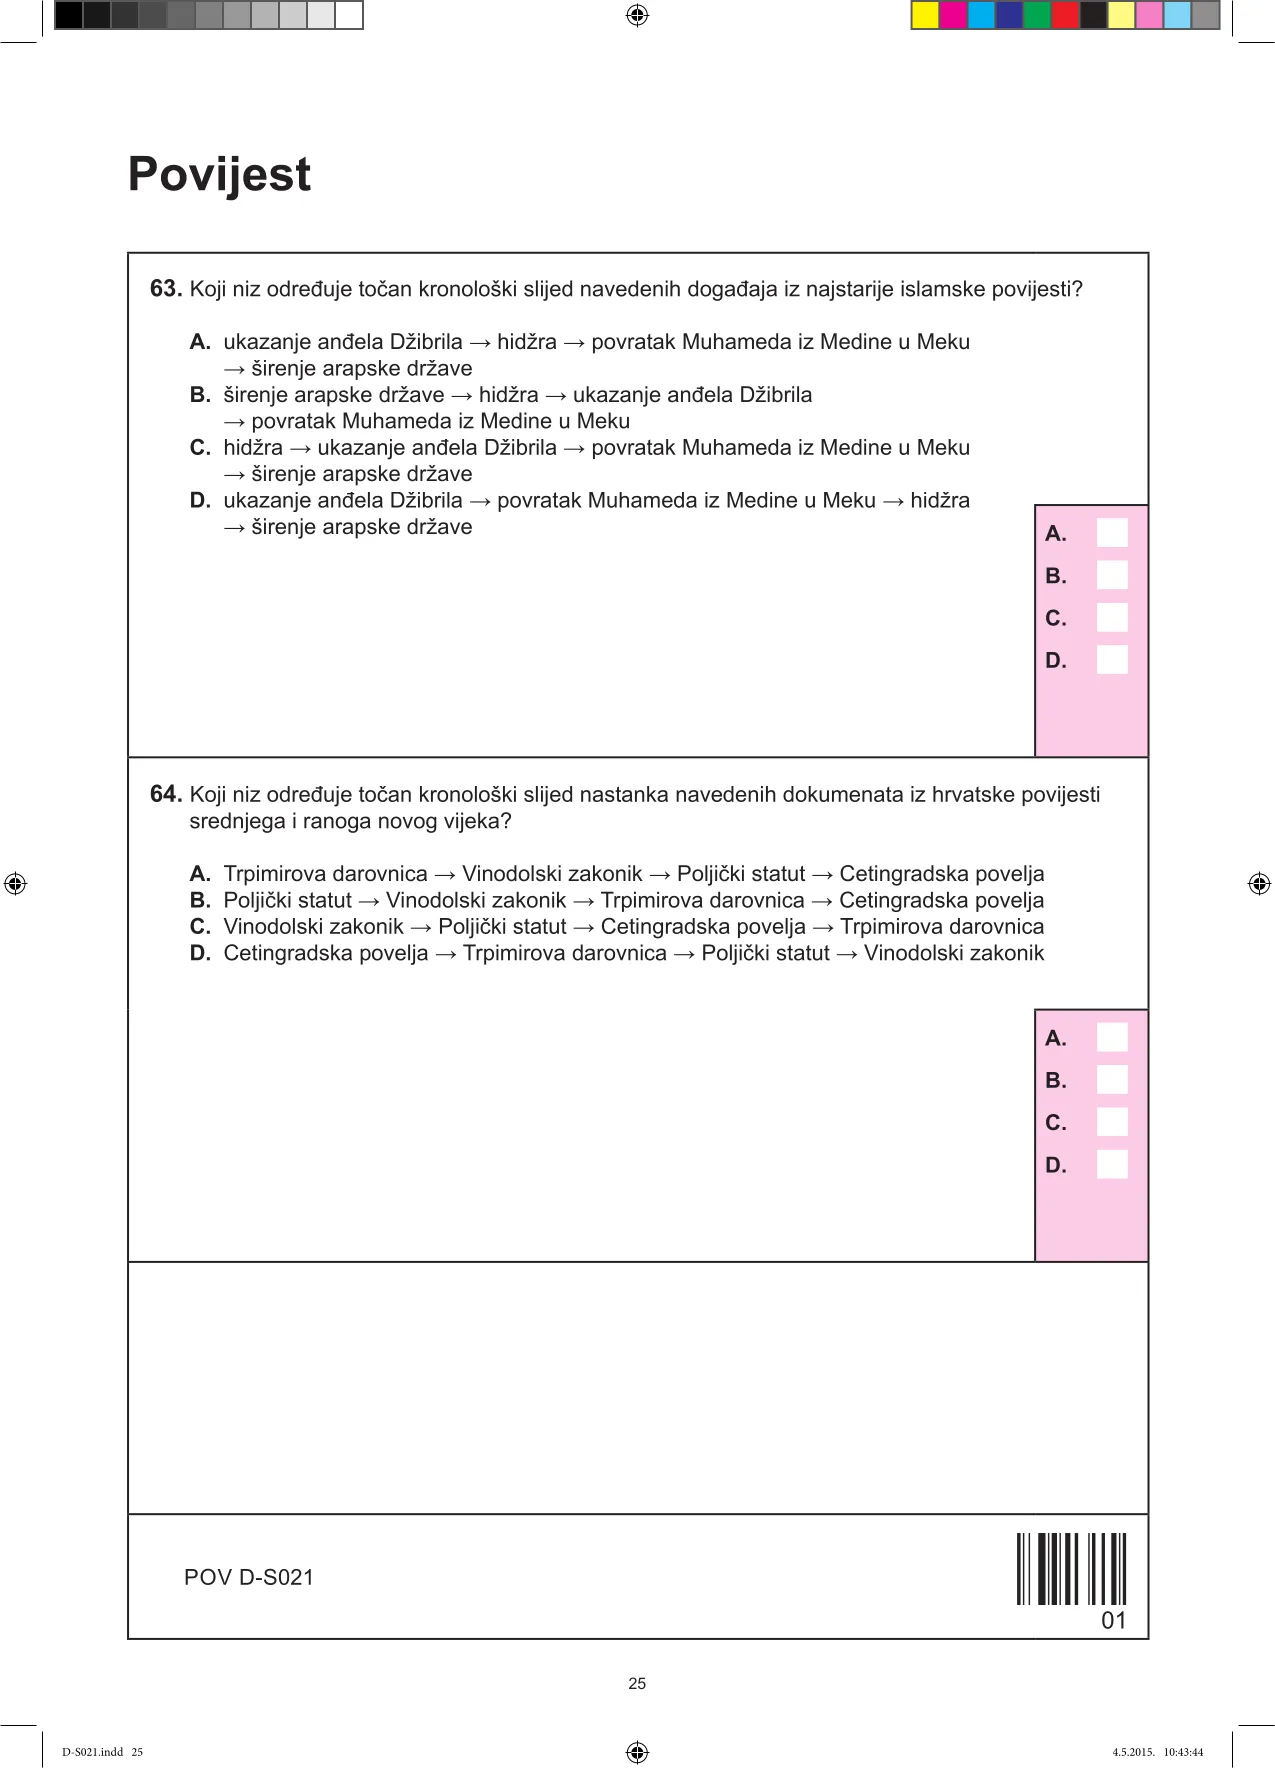 Povijest
63. Koji niz određuje točan kronološki slijed navedenih događaja iz najstarije islamske povijesti?
A. ukazanje anđela Džibrila → hidžra → povratak Muhameda iz Medine u Meku
→ širenje arapske države
B. širenje arapske države → hidžra → ukazanje anđela Džibrila
→ povratak Muhameda iz Medine u Meku
C. hidžra → ukazanje anđela Džibrila → povratak Muhameda iz Medine u Meku
→ širenje arapske države
D. ukazanje anđela Džibrila → povratak Muhameda iz Medine u Meku → hidžra
→ širenje arapske države
A.
B.
C.
D.
64. Koji niz određuje točan kronološki slijed nastanka navedenih dokumenata iz hrvatske povijesti
srednjega i ranoga novog vijeka?
A. Trpimirova darovnica → Vinodolski zakonik → Poljički statut → Cetingradska povelja
B. Poljički statut → Vinodolski zakonik → Trpimirova darovnica → Cetingradska povelja
C. Vinodolski zakonik → Poljički statut → Cetingradska povelja → Trpimirova darovnica
D. Cetingradska povelja → Trpimirova darovnica → Poljički statut → Vinodolski zakonik
A.
B.
C.
D.
POV D-S021
01
25
D-S021.indd 25
4.5.2015. 10:43:44